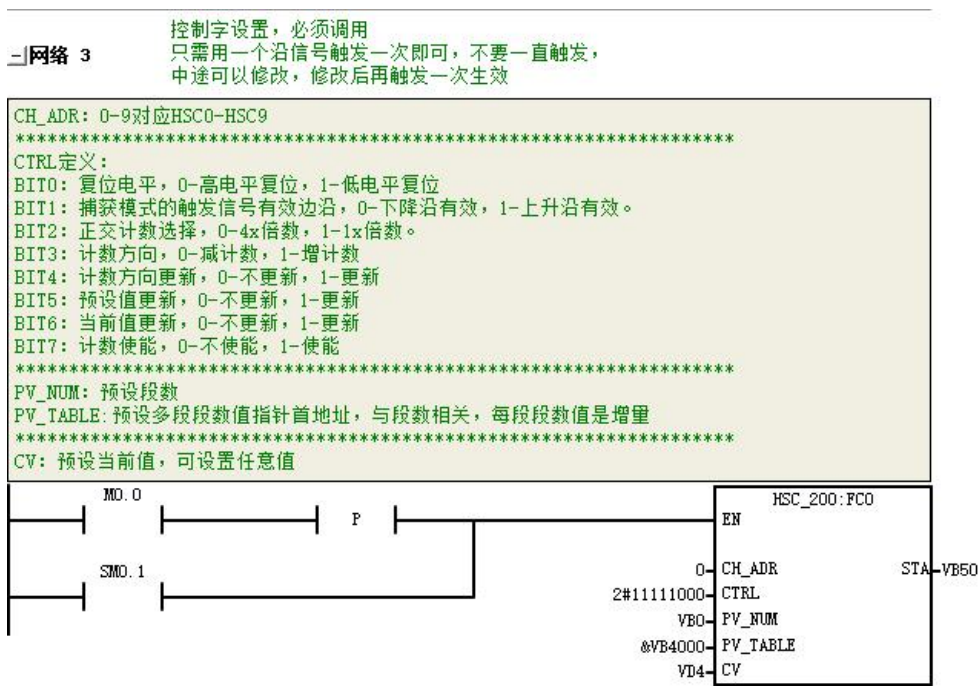 控制字设置，必须调用
只需用一个沿信号触发一次即可，不要一直触发，
中途可以修改，修改后再触发一次生效
网络 3
CH_ADR: 0-9对应HSC0-HSC9
********************************************************************
CTRL定义:
BIT0: 复位电平，0-高电平复位，1-低电平复位
BIT1: 捕获模式的触发信号有效边沿，0-下降沿有效，1-上升沿有效。
BIT2: 正交计数选择，0-4x倍数，1-1x倍数。
BIT3: 计数方向，0-减计数，1-增计数
BIT4: 计数方向更新，0-不更新，1-更新
BIT5: 预设值更新，0-不更新，1-更新
BIT6: 当前值更新，0-不更新，1-更新
BIT7: 计数使能，0-不使能，1-使能
********************************************************************
PV_NUM: 预设段数
PV_TABLE:预设多段段数值指针首地址，与段数相关，每段段数值是增量
********************************************************************
CV: 预设当前值，可设置任意值
M0.0
P
HSC_200:FC0
EN
SM0.1
0 CH_ADR STA VB50
2#11111000 CTRL
VB0 PV_NUM
&VB4000 PV_TABLE
VD4 CV